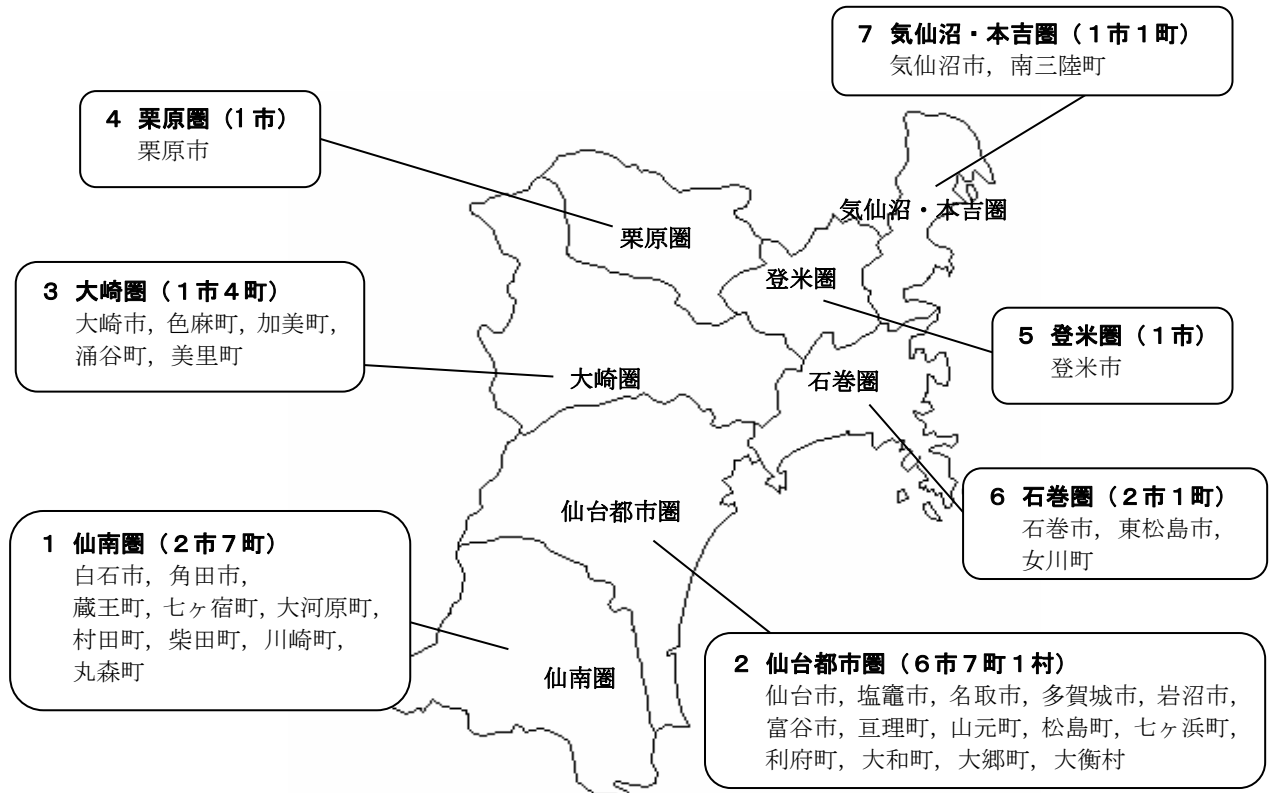 7 気仙沼・本吉圏（1市1町）
気仙沼市，南三陸町
4 栗原圏（1市）
栗原市
気仙沼・本吉圏
栗原圏
登米圏
3 大崎圏（1市4町）
大崎市，色麻町，加美町，
涌谷町，美里町
5 登米圏（1市）
登米市
大崎圏
石巻圏
6 石巻圏（2市1町）
石巻市，東松島市，
女川町
仙台都市圏
1 仙南圏（2市7町）
白石市，角田市，
蔵王町，七ヶ宿町，大河原町，
村田町，柴田町，川崎町，
丸森町
仙南圏
2 仙台都市圏（6市7町1村）
仙台市，塩竈市，名取市，多賀城市，岩沼市，
富谷市，亘理町，山元町，松島町，七ヶ浜町，
利府町，大和町，大郷町，大衡村